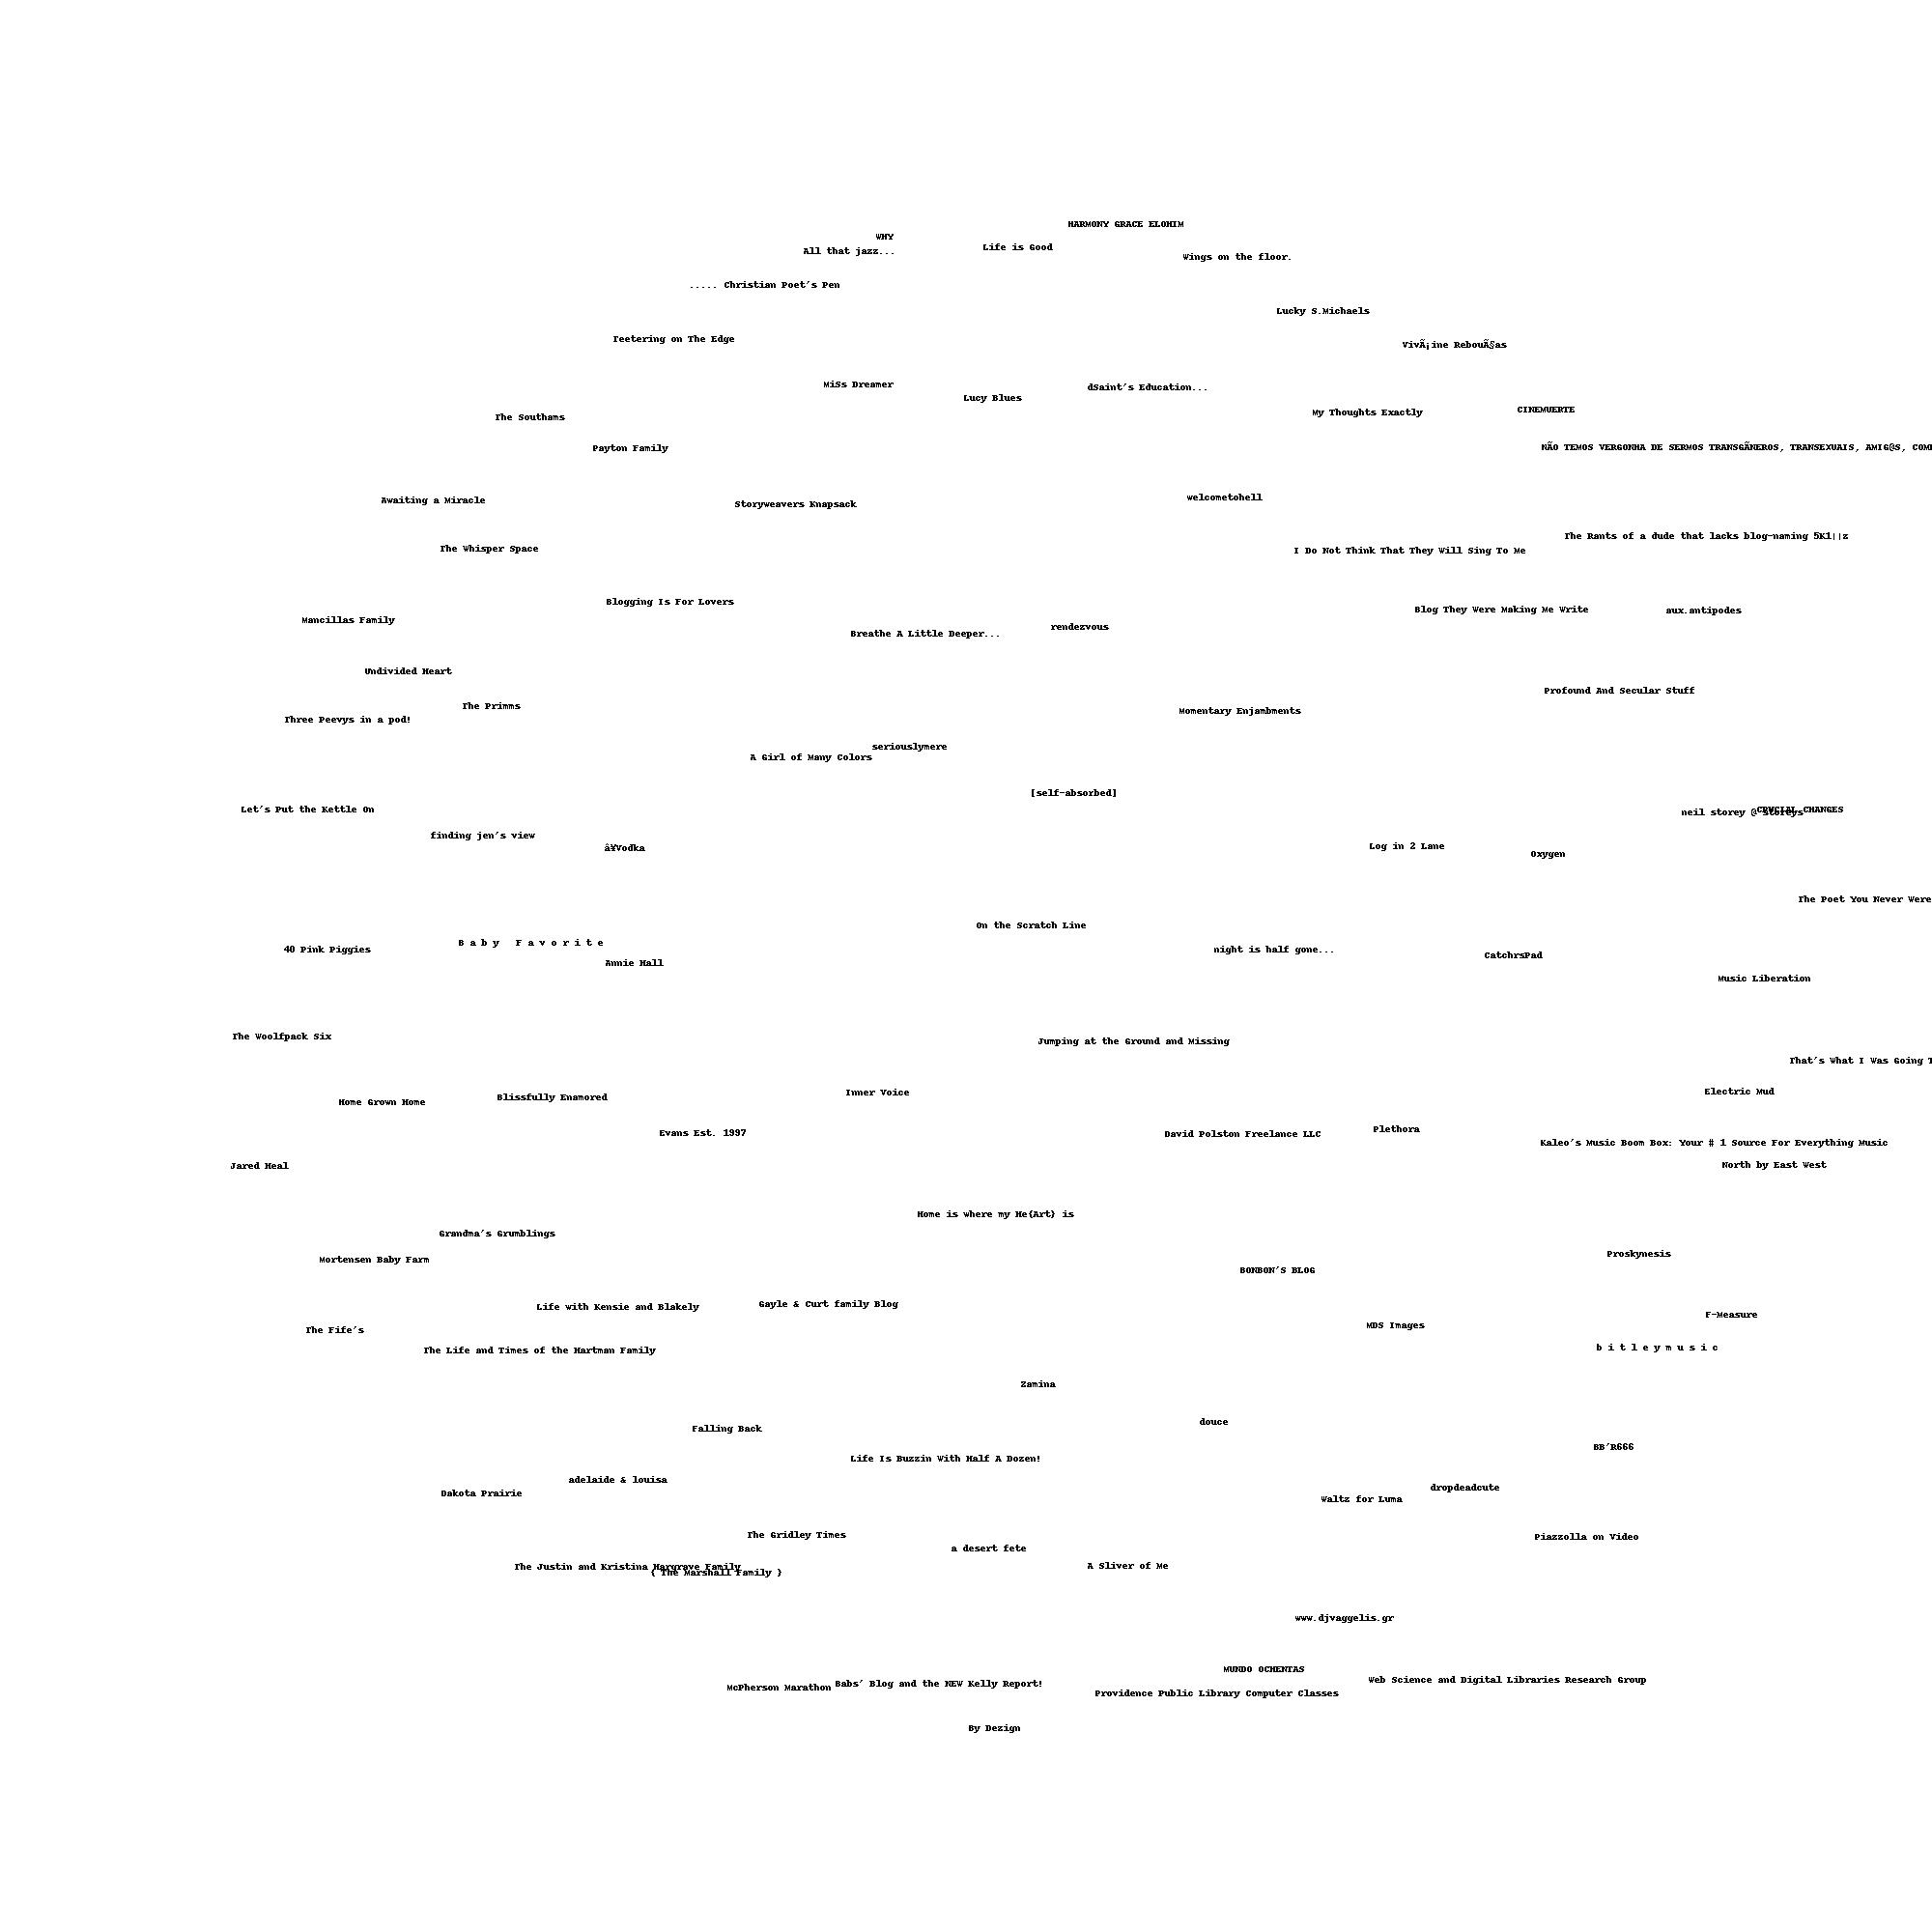 HARMONY GRACE ELOHIM
WHY
Life is Good
All that jazz...
Wings on the floor.
..... Christian Poet's Pen
Lucky S.Michaels
Teetering on The Edge
VivÃ¡ine RebouÃ§as
MiSs Dreamer
dSaint's Education...
Lucy Blues
CINEMUERTE
My Thoughts Exactly
The Southams
NÃO TEMOS VERGONHA DE SERMOS TRANSGÃNEROS, TRANSEXUAIS, AMIG@S, COM
Payton Family
welcometohell
Awaiting a Miracle
Storyweavers Knapsack
The Rants of a dude that lacks blog-naming 5K1||z
The Whisper Space
I Do Not Think That They Will Sing To Me
Blogging Is For Lovers
Blog They Were Making Me Write
aux.antipodes
Mancillas Family
rendezvous
Breathe A Little Deeper...
Undivided Heart
Profound And Secular Stuff
The Primms
Momentary Enjambments
Three Peevys in a pod!
seriouslymere
A Girl of Many Colors
[self-absorbed]
Let's Put the Kettle On
CRUCIAL CHANGES
neil storey @ storeys
finding jen's view
Log in 2 Lane
â¥Vodka
Oxygen
The Poet You Never Were
On the Scratch Line
B a b y   F a v o r i t e
40 Pink Piggies
night is half gone...
CatchrsPad
Annie Hall
Music Liberation
The Woolfpack Six
Jumping at the Ground and Missing
That's What I Was Going T
Electric Mud
Inner Voice
Blissfully Enamored
Home Grown Home
Plethora
Evans Est. 1997
David Polston Freelance LLC
Kaleo's Music Boom Box: Your # 1 Source For Everything Music
North by East West
Jared Heal
Home is where my He{Art} is
Grandma's Grumblings
Proskynesis
Mortensen Baby Farm
BONBON'S BLOG
Gayle & Curt family Blog
Life with Kensie and Blakely
F-Measure
MDS Images
The Fife's
b i t l e y m u s i c
The Life and Times of the Hartman Family
Zamina
douce
Falling Back
BB'R666
Life Is Buzzin With Half A Dozen!
adelaide & louisa
dropdeadcute
Dakota Prairie
Waltz for Luma
The Gridley Times
Piazzolla on Video
a desert fete
A Sliver of Me
The Justin and Kristina Hargrave Family
{ The Marshall Family }
www.djvaggelis.gr
MUNDO OCHENTAS
Web Science and Digital Libraries Research Group
Babs' Blog and the NEW Kelly Report!
McPherson Marathon
Providence Public Library Computer Classes
By Dezign